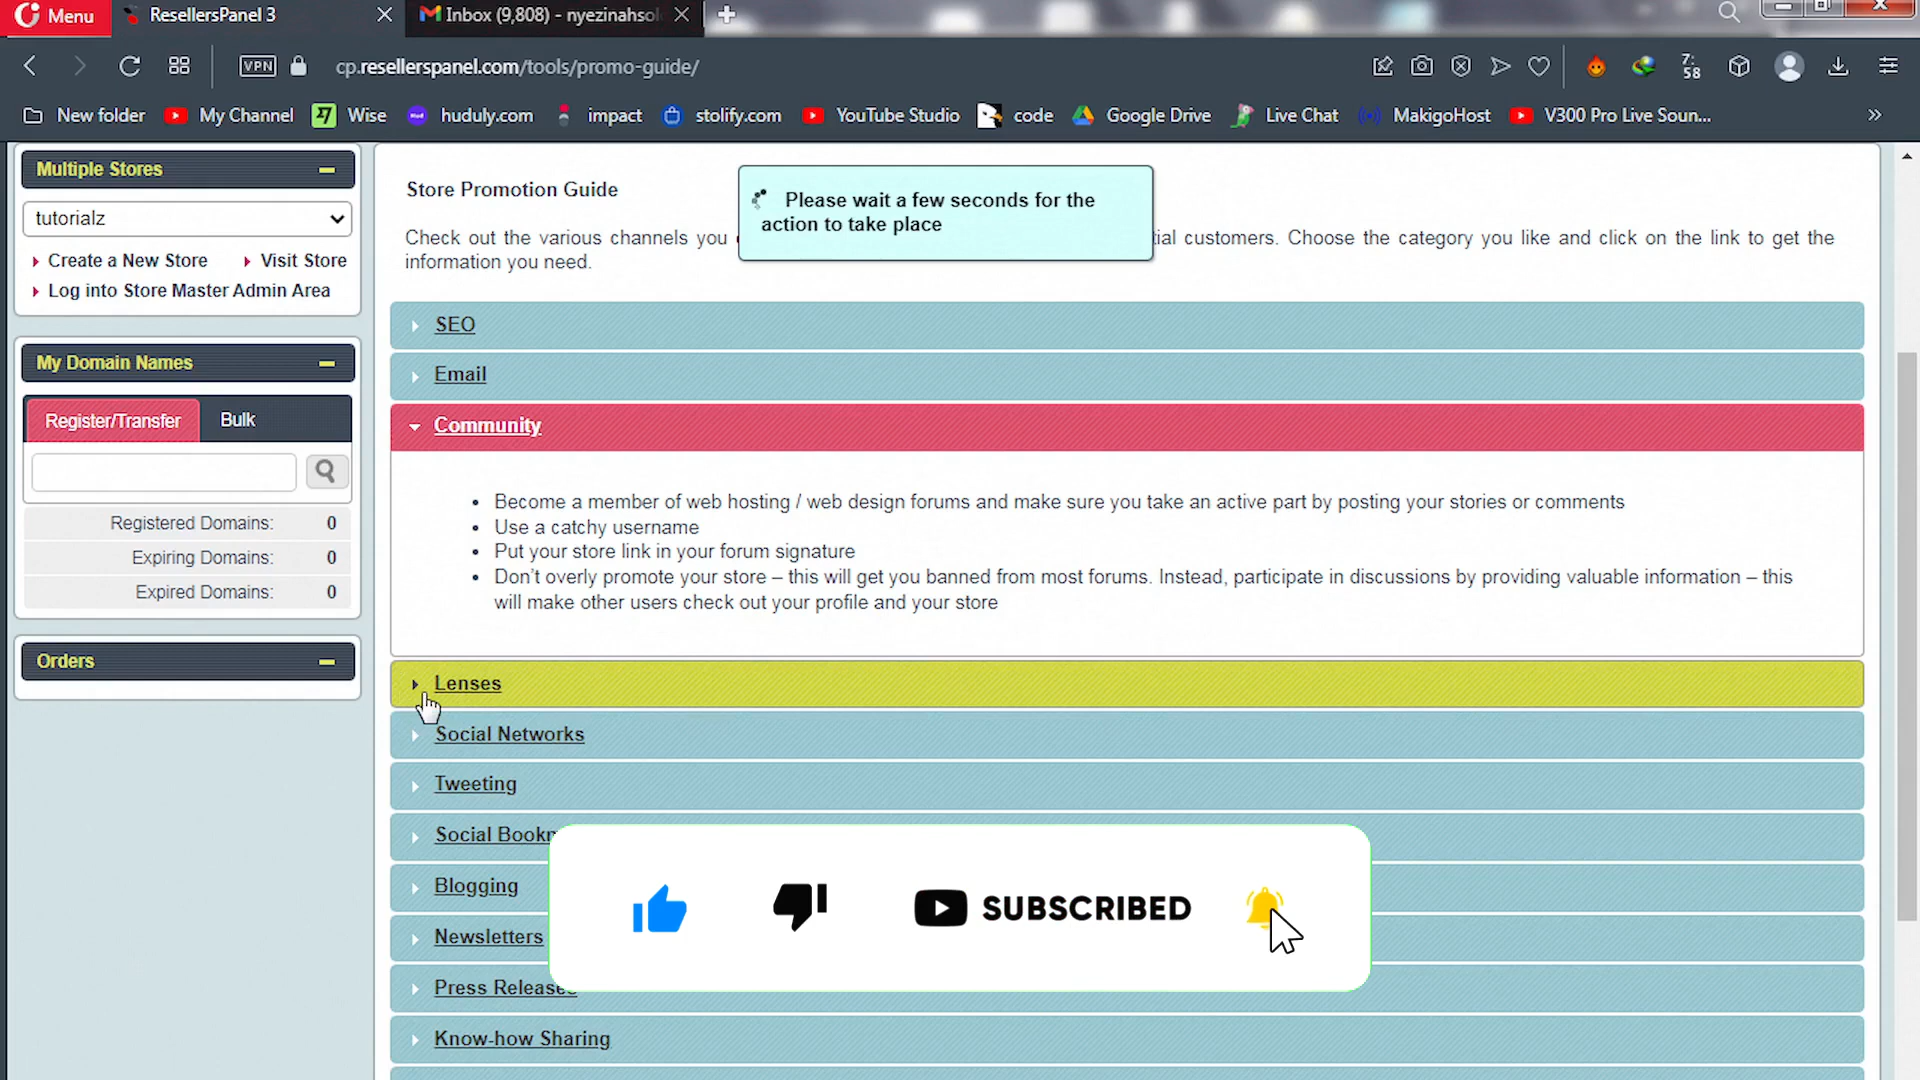 Menu
ResellersPanel 3
Inbox (9,808) - nyezinahsol
VPN
cp.resellerspanel.com/tools/promo-guide/
7:
58
New folder
My Channel
Wise
huduly.com
impact
stolify.com
YouTube Studio
code
Google Drive
Live Chat
MakigoHost
V300 Pro Live Soun...
Multiple Stores
tutorialz
Create a New Store
Visit Store
Log into Store Master Admin Area
My Domain Names
Register/Transfer
Bulk
Registered Domains: 0
Expiring Domains: 0
Expired Domains: 0
Orders
Store Promotion Guide
Please wait a few seconds for the
action to take place
Check out the various channels you
customers. Choose the category you like and click on the link to get the
information you need.
SEO
Email
Community
• Become a member of web hosting / web design forums and make sure you take an active part by posting your stories or comments
• Use a catchy username
• Put your store link in your forum signature
• Don't overly promote your store – this will get you banned from most forums. Instead, participate in discussions by providing valuable information – this
will make other users check out your profile and your store
Lenses
Social Networks
Tweeting
Social
Blogging
Newsletters
Press Releases
Know-how Sharing
SUBSCRIBED